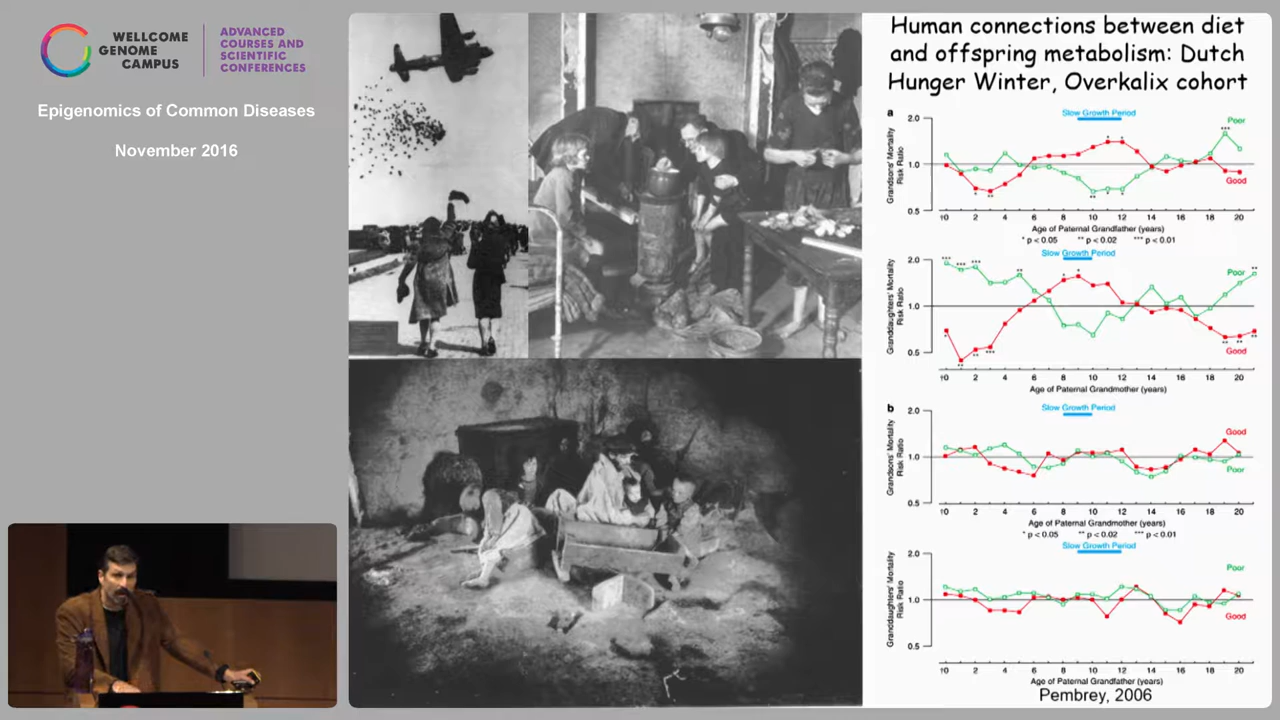 WELLCOME
GENOME
CAMPUS
ADVANCED
COURSES AND
SCIENTIFIC
CONFERENCES
Epigenomics of Common Diseases
November 2016
Human connections between diet
and offspring metabolism: Dutch
Hunger Winter, Overkalix cohort
a
Slow Growth Period
Poor
Good
2.0
1.0
0.5
Grandsons' Mortality
Risk Ratio
†0 2 4 6 8 10 12 14 16 18 20
Age of Paternal Grandfather (years)
* p < 0.05 ** p < 0.02 *** p < 0.01
Slow Growth Period
Poor
Good
2.0
1.0
0.5
Granddaughters' Mortality
Risk Ratio
†0 2 4 6 8 10 12 14 16 18 20
Age of Paternal Grandmother (years)
b
Slow Growth Period
Good
Poor
2.0
1.0
0.5
Grandsons' Mortality
Risk Ratio
†0 2 4 6 8 10 12 14 16 18 20
Age of Paternal Grandmother (years)
* p < 0.05 ** p < 0.02 *** p < 0.01
Slow Growth Period
Poor
Good
2.0
1.0
0.5
Granddaughters' Mortality
Risk Ratio
†0 2 4 6 8 10 12 14 16 18 20
Age of Paternal Grandfather (years)
Pembrey, 2006